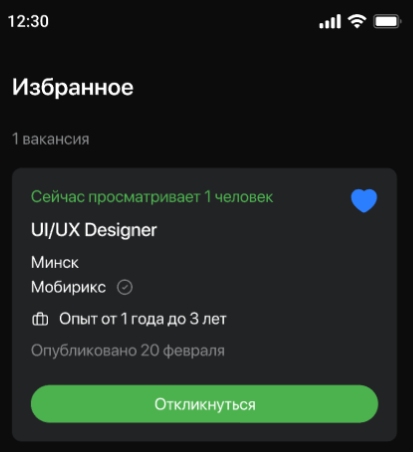 12:30
Избранное
1 вакансия
Сейчас просматривает 1 человек
UI/UX Designer
Минск
Мобирикс
Опыт от 1 года до 3 лет
Опубликовано 20 февраля
Откликнуться